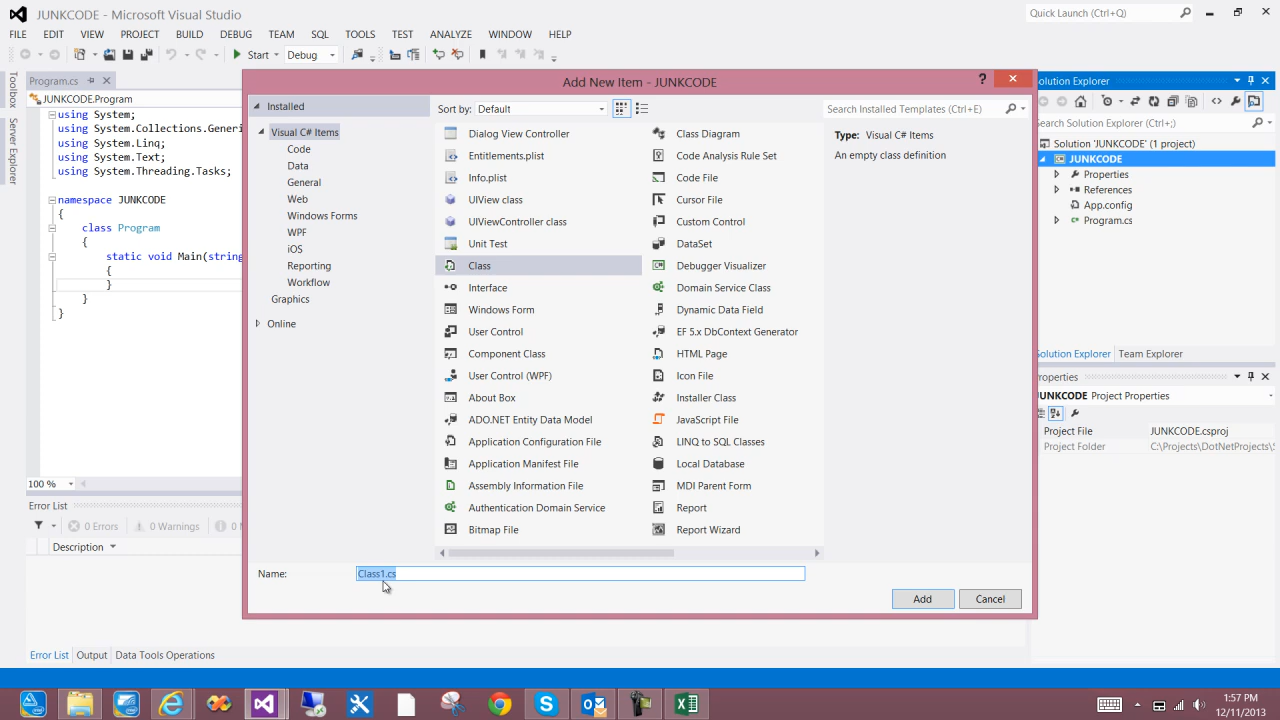 JUNKCODE - Microsoft Visual Studio
Quick Launch (Ctrl+Q)
FILE EDIT VIEW PROJECT BUILD DEBUG TEAM SQL TOOLS TEST ANALYZE WINDOW HELP
Start Debug
Toolbox
Server Explorer
Program.cs
JUNKCODE.Program
using System;
using System.Collections.Generi
using System.Linq;
using System.Text;
using System.Threading.Tasks;
namespace JUNKCODE
{
class Program
{
static void Main(string
{
}
}
}
100 %
Add New Item - JUNKCODE
?
Installed
Visual C# Items
Code
Data
General
Web
Windows Forms
WPF
iOS
Reporting
Workflow
Graphics
Online
Sort by: Default
Search Installed Templates (Ctrl+E)
Dialog View Controller
Entitlements.plist
Info.plist
UIView class
UIViewController class
Unit Test
Class
Interface
Windows Form
User Control
Component Class
User Control (WPF)
About Box
ADO.NET Entity Data Model
Application Configuration File
Application Manifest File
Assembly Information File
Authentication Domain Service
Bitmap File
Class Diagram
Code Analysis Rule Set
Code File
Cursor File
Custom Control
DataSet
Debugger Visualizer
Domain Service Class
Dynamic Data Field
EF 5.x DbContext Generator
HTML Page
Icon File
Installer Class
JavaScript File
LINQ to SQL Classes
Local Database
MDI Parent Form
Report
Report Wizard
Type: Visual C# Items
An empty class definition
Name: Class1.cs
Add Cancel
olution Explorer
Search Solution Explorer (Ctrl+;)
Solution 'JUNKCODE' (1 project)
JUNKCODE
Properties
References
App.config
Program.cs
Solution Explorer Team Explorer
roperties
JUNKCODE Project Properties
Project File JUNKCODE.csproj
Project Folder C:\Projects\DotNetProjects\
Error List
0 Errors 0 Warnings 0
Description
Error List Output Data Tools Operations
1:57 PM
12/11/2013